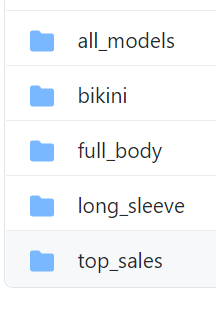 all_models
bikini
full_body
long_sleeve
top_sales